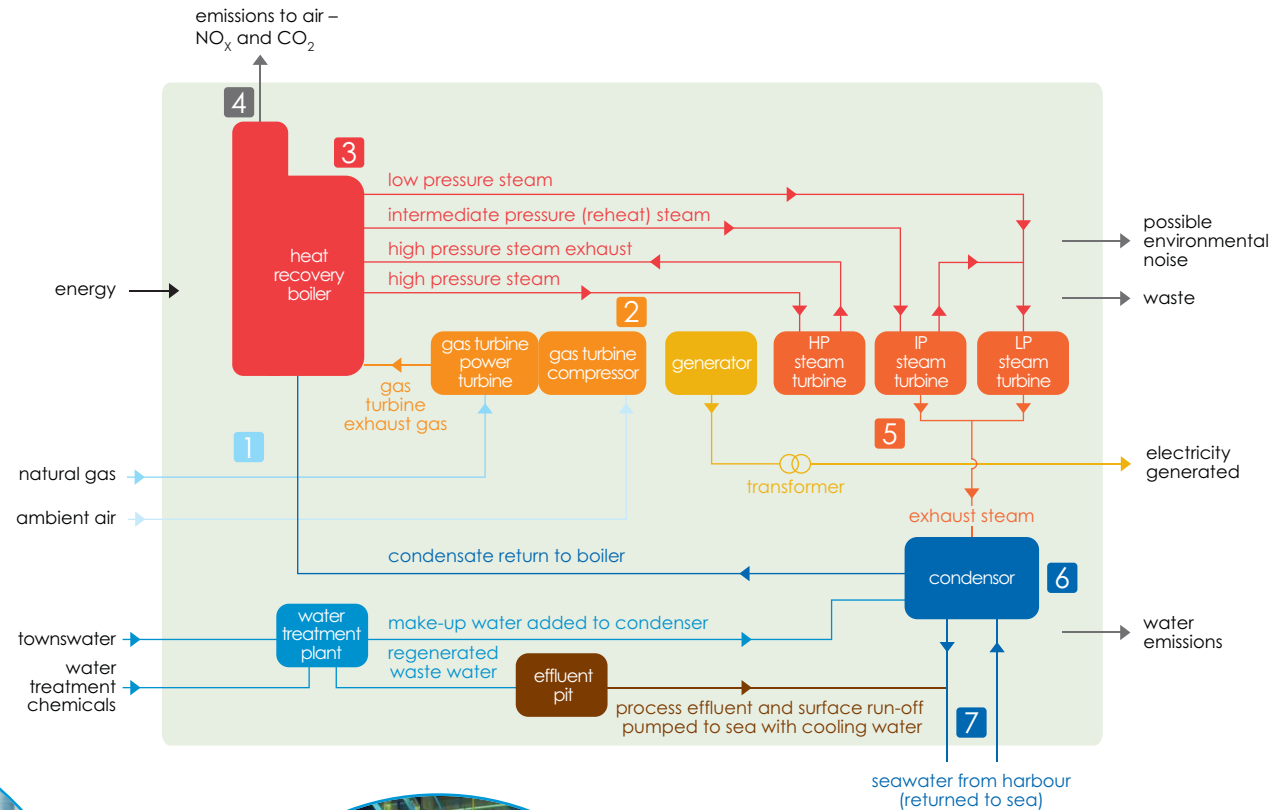 emissions to air –
NOX and CO2
4
3
low pressure steam
intermediate pressure (reheat) steam
high pressure steam exhaust
high pressure steam
heat
recovery
boiler
possible
environmental
noise
energy
waste
2
gas turbine
power
turbine
gas turbine
compressor
generator
HP
steam
turbine
IP
steam
turbine
LP
steam
turbine
gas
turbine
exhaust gas
1
5
natural gas
transformer
electricity
generated
ambient air
exhaust steam
condensate return to boiler
condensor
6
townswater
water
treatment
plant
make-up water added to condenser
water
emissions
water
treatment
chemicals
regenerated
waste water
effluent
pit
process effluent and surface run-off
pumped to sea with cooling water
7
seawater from harbour
(returned to sea)